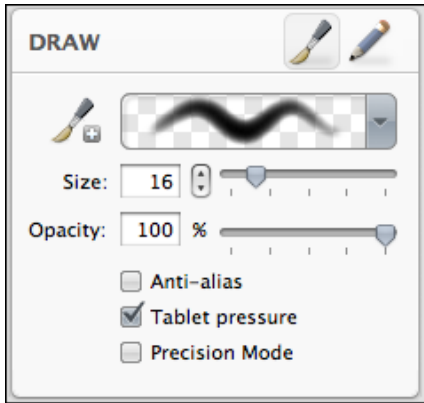 DRAW
Size: 16
Opacity: 100 %
Anti-alias
Tablet pressure
Precision Mode